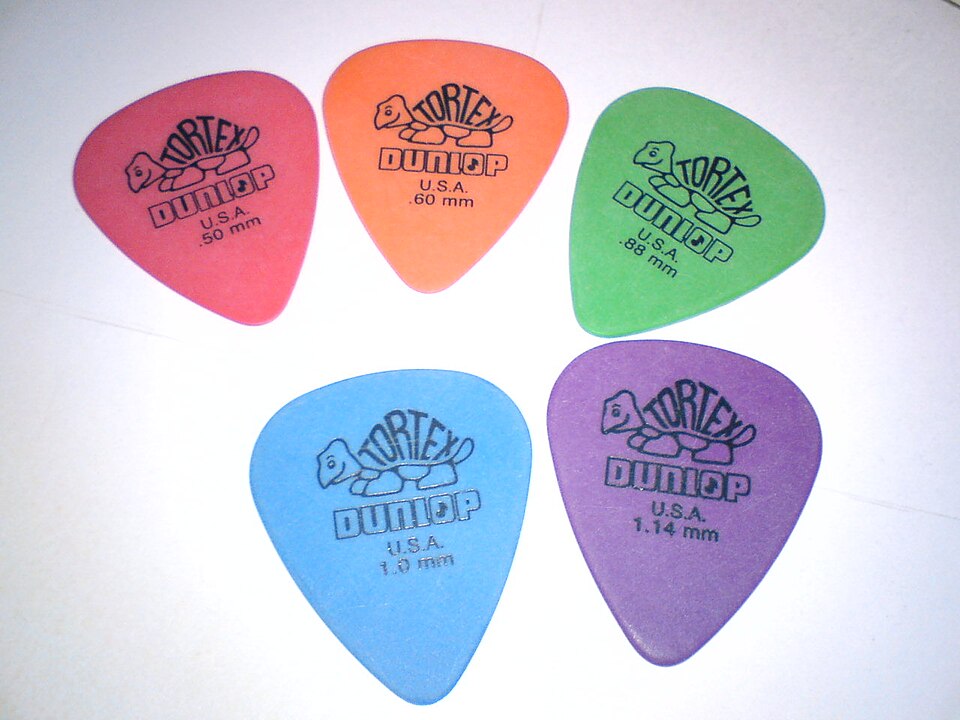 TORTEX
DUNLOP
U.S.A.
.50 mm
TORTEX
DUNLOP
U.S.A.
.60 mm
TORTEX
DUNLOP
U.S.A.
.88 mm
TORTEX
DUNLOP
U.S.A.
1.0 mm
TORTEX
DUNLOP
U.S.A.
1.14 mm